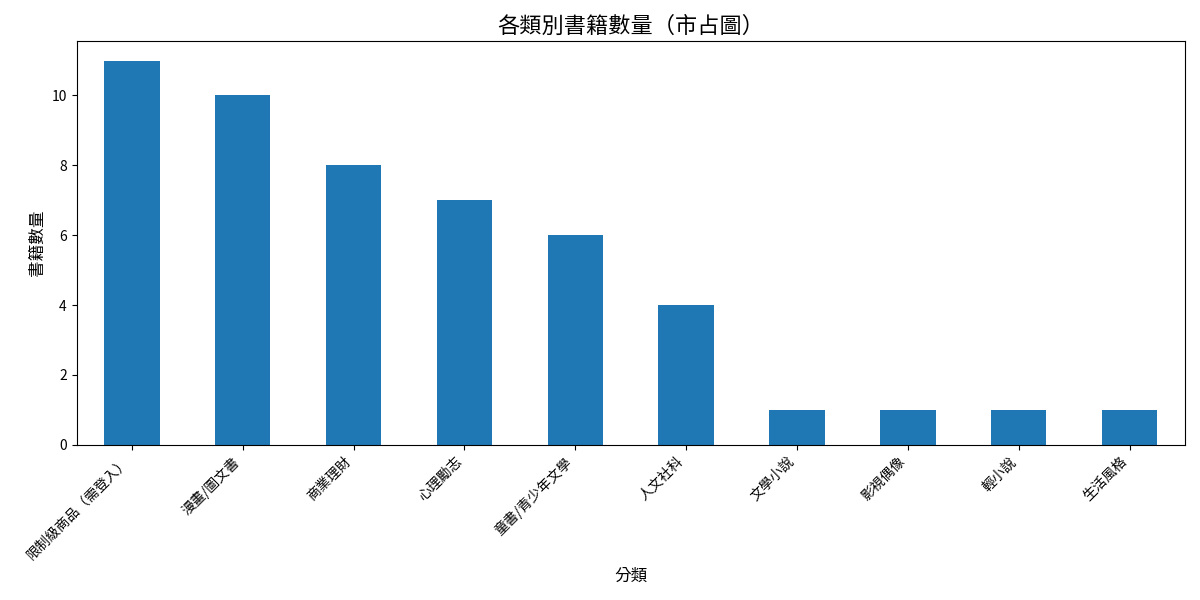 各類別書籍數量（市占圖）
書籍數量
10
8
6
4
2
0
限制級商品（需登入）
漫畫/圖文書
商業理財
心理勵志
童書/青少年文學
人文社科
文學小說
影視偶像
輕小說
生活風格
分類